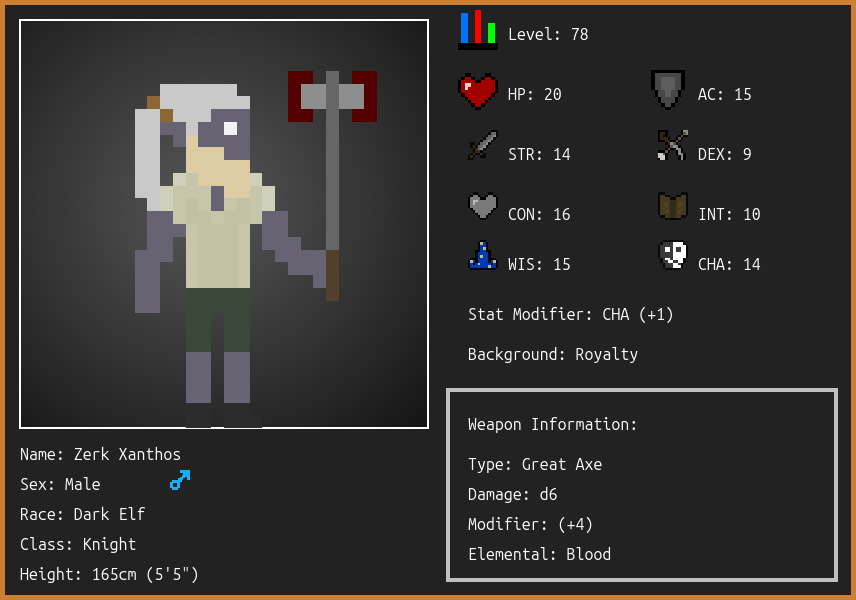 Level: 78
HP: 20
AC: 15
STR: 14
DEX: 9
CON: 16
INT: 10
WIS: 15
CHA: 14
Stat Modifier: CHA (+1)
Background: Royalty
Weapon Information:
Type: Great Axe
Damage: d6
Modifier: (+4)
Elemental: Blood
Name: Zerk Xanthos
Sex: Male
Race: Dark Elf
Class: Knight
Height: 165cm (5'5")